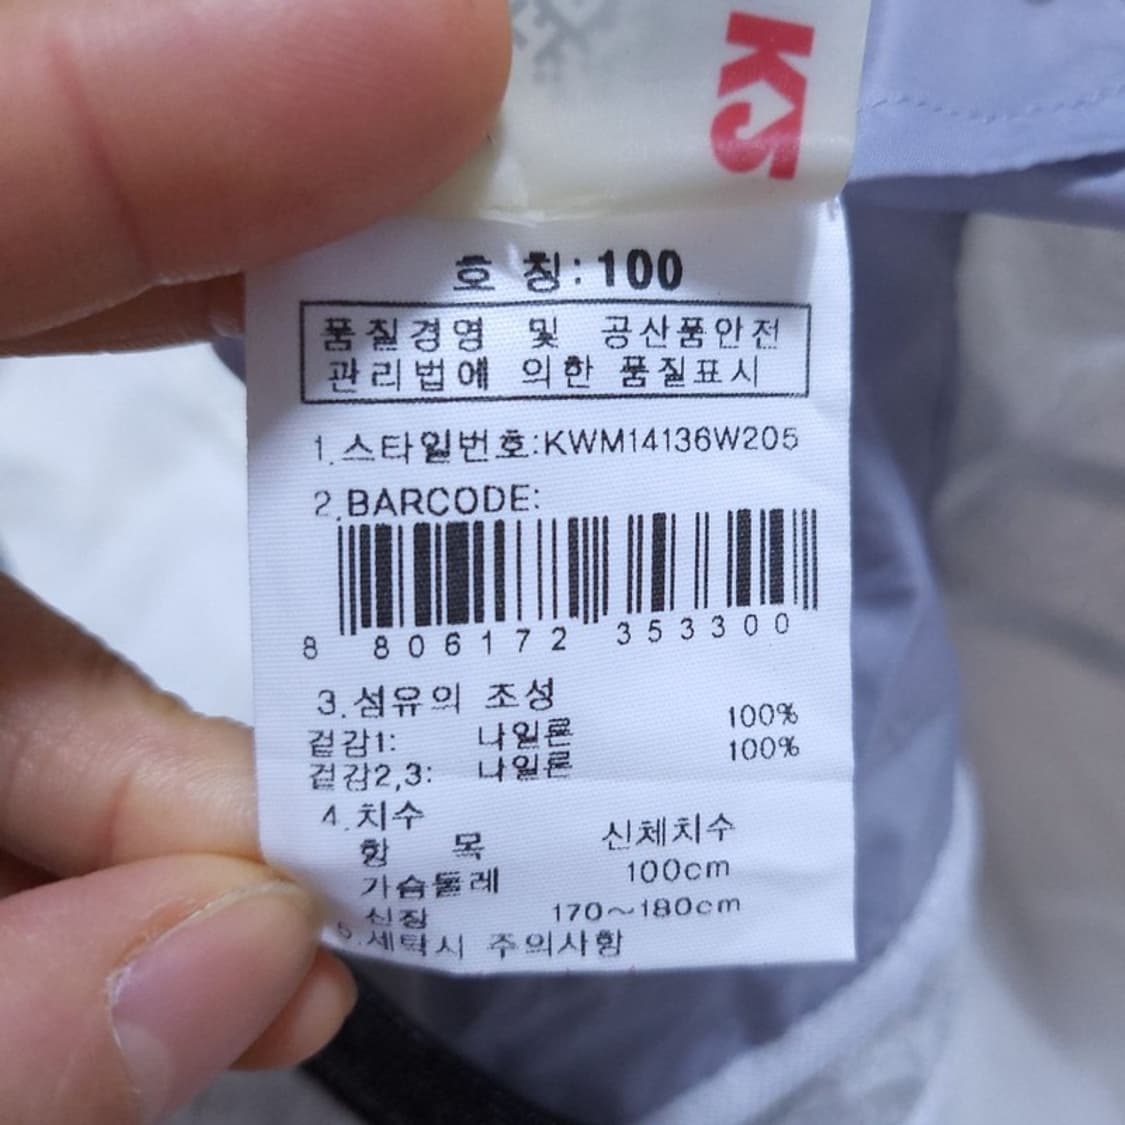 호 칭: 100
품질경영 및 공산품안전
관리법에 의한 품질표시
1.스타일번호:KWM14136W205
2.BARCODE:
8 806172 353300
3.섬유의 조성
겉감1: 나일론 100%
겉감2,3: 나일론 100%
4.치수
항 목 신체치수
가슴둘레 100cm
신장 170~180cm
5.세탁시 주의사항